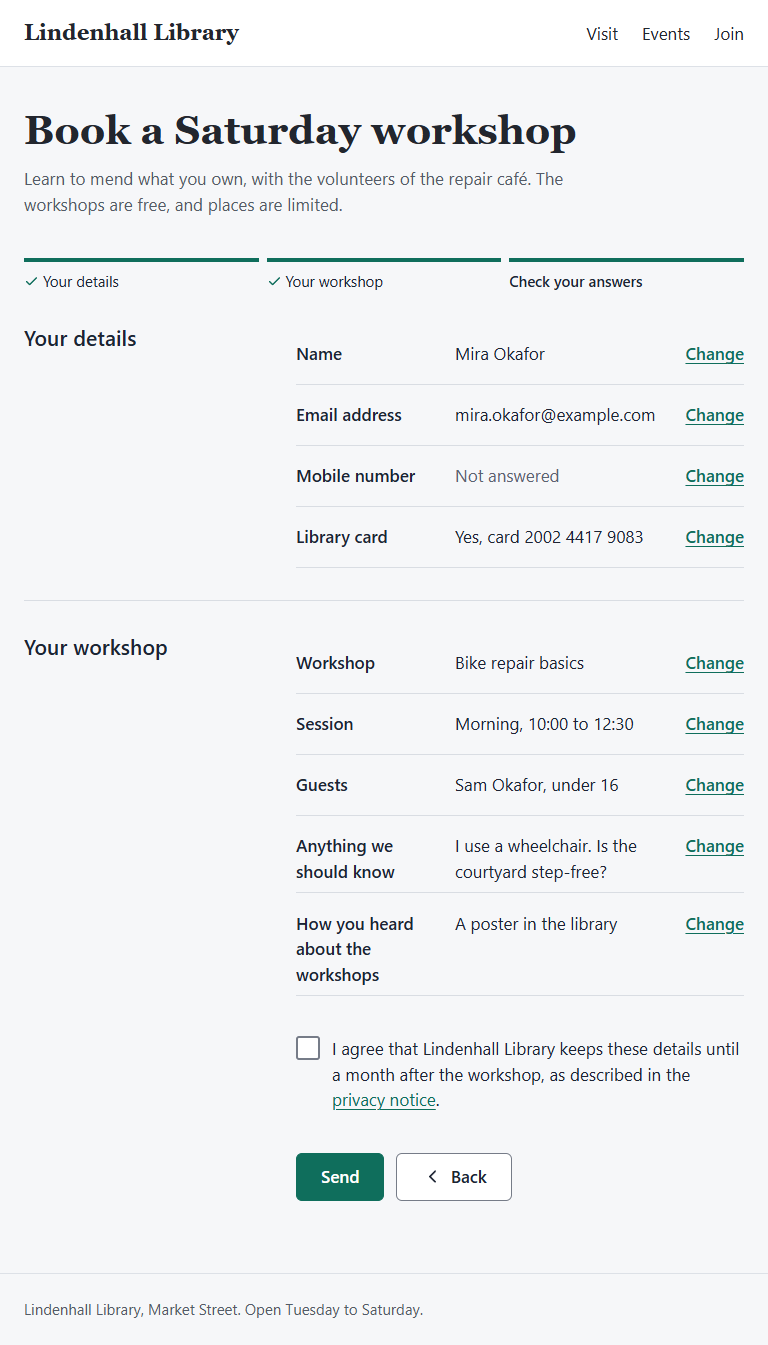 Lindenhall Library
Visit Events Join
Book a Saturday workshop
Learn to mend what you own, with the volunteers of the repair café. The
workshops are free, and places are limited.
Your details
Your workshop
Check your answers
Your details
Name Mira Okafor Change
Email address mira.okafor@example.com Change
Mobile number Not answered Change
Library card Yes, card 2002 4417 9083 Change
Your workshop
Workshop Bike repair basics Change
Session Morning, 10:00 to 12:30 Change
Guests Sam Okafor, under 16 Change
Anything we
should know
I use a wheelchair. Is the
courtyard step-free?
Change
How you heard
about the
workshops
A poster in the library
Change
I agree that Lindenhall Library keeps these details until
a month after the workshop, as described in the
privacy notice.
Send
Back
Lindenhall Library, Market Street. Open Tuesday to Saturday.